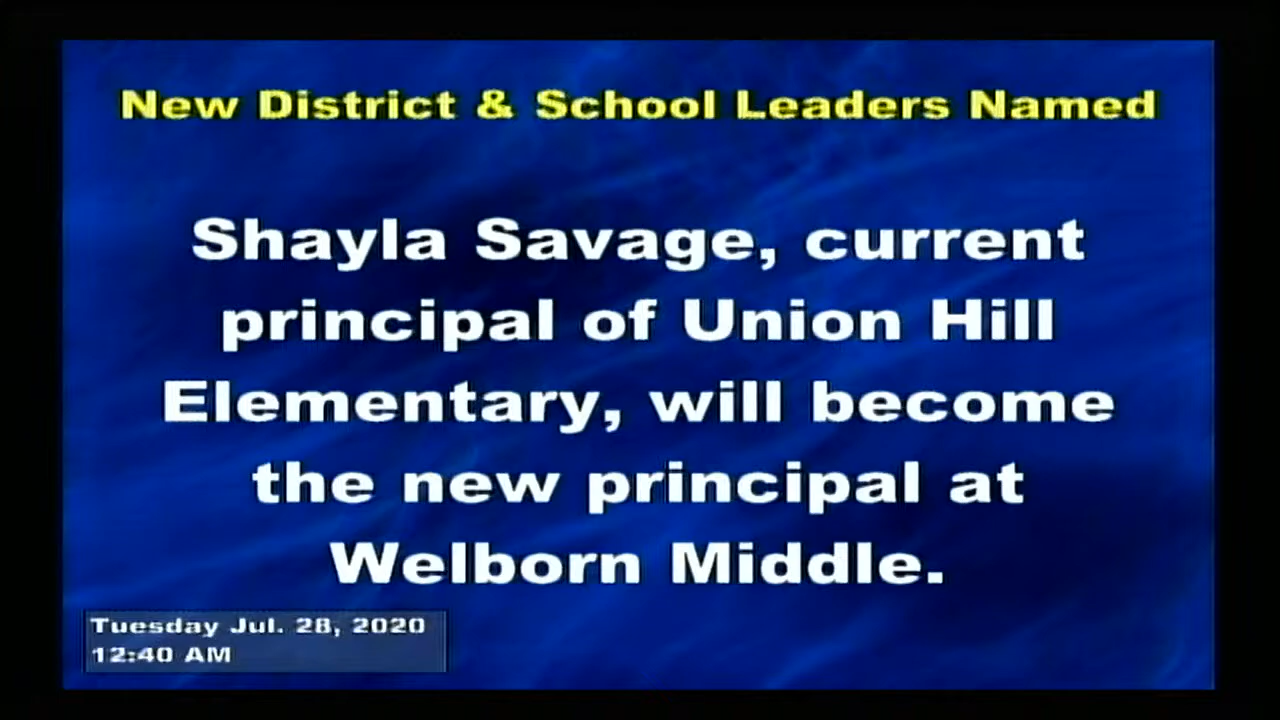 New District & School Leaders Named
Shayla Savage, current
principal of Union Hill
Elementary, will become
the new principal at
Welborn Middle.
Tuesday Jul. 28, 2020
12:40 AM